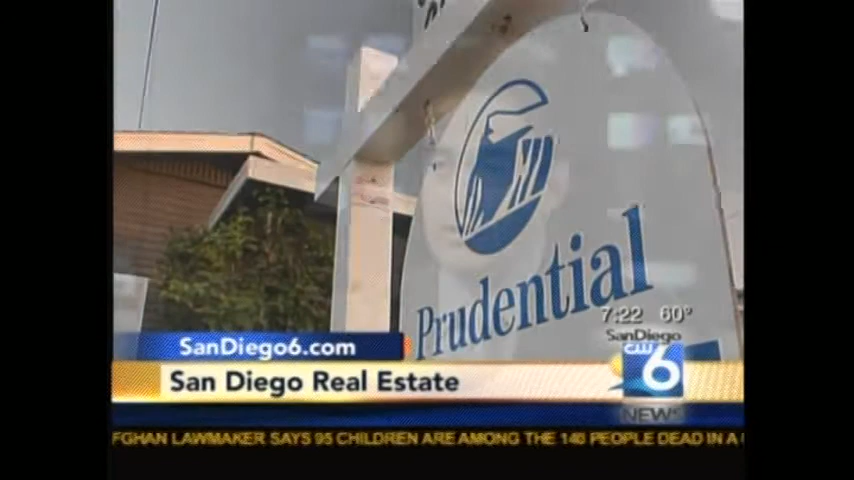 Prudential
7:22 60°
SanDiego
SanDiego6.com
CW 6
San Diego Real Estate
NEWS
FGHAN LAWMAKER SAYS 95 CHILDREN ARE AMONG THE 140 PEOPLE DEAD IN A